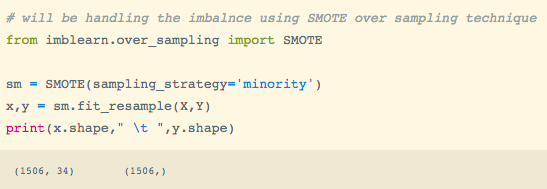 # will be handling the imbalnce using SMOTE over sampling technique
from imblearn.over_sampling import SMOTE
sm = SMOTE(sampling_strategy='minority')
x,y = sm.fit_resample(X,Y)
print(x.shape," \t ",y.shape)
(1506, 34) (1506,)